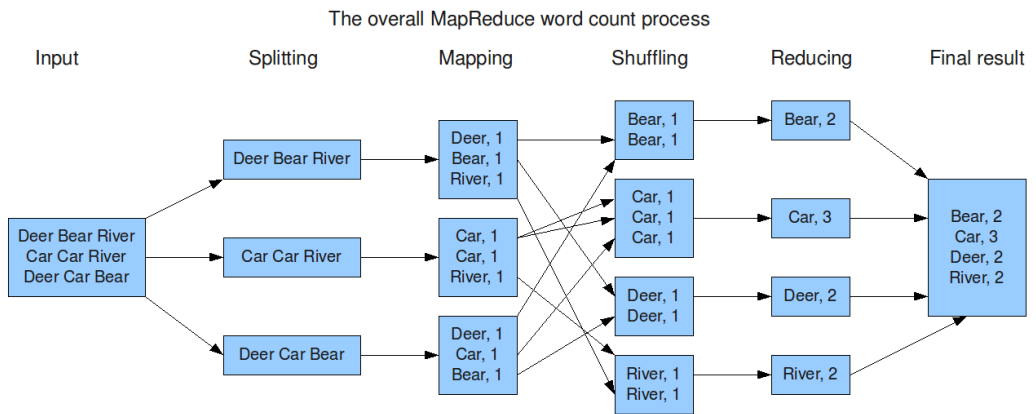 The overall MapReduce word count process
Input
Splitting
Mapping
Shuffling
Reducing
Final result
Deer Bear River
Car Car River
Deer Car Bear
Deer Bear River
Car Car River
Deer Car Bear
Deer, 1
Bear, 1
River, 1
Car, 1
Car, 1
River, 1
Deer, 1
Car, 1
Bear, 1
Bear, 1
Bear, 1
Car, 1
Car, 1
Car, 1
Deer, 1
Deer, 1
River, 1
River, 1
Bear, 2
Car, 3
Deer, 2
River, 2
Bear, 2
Car, 3
Deer, 2
River, 2